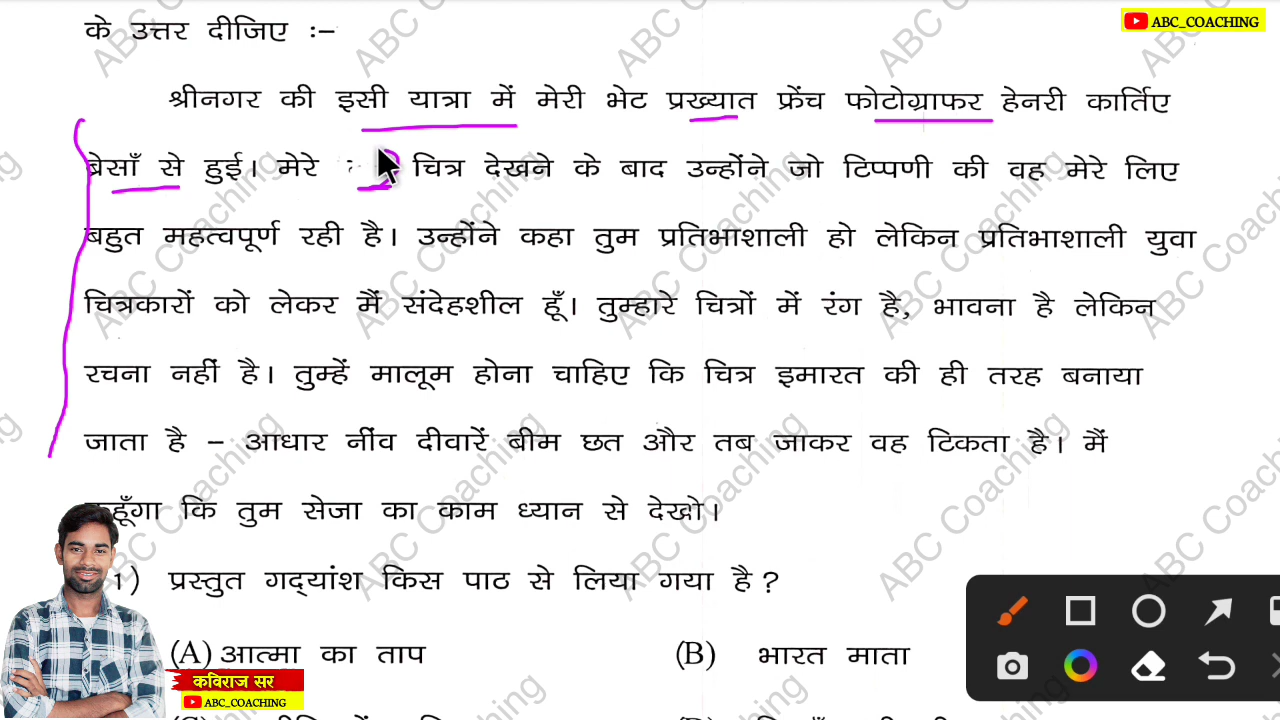 ABC_COACHING
के उत्तर दीजिए :–
श्रीनगर की इसी यात्रा में मेरी भेट प्रख्यात फ्रेंच फोटोग्राफर हेनरी कार्तिए
ब्रेसाँ से हुई। मेरे चित्र देखने के बाद उन्होंने जो टिप्पणी की वह मेरे लिए
बहुत महत्वपूर्ण रही है। उन्होंने कहा तुम प्रतिभाशाली हो लेकिन प्रतिभाशाली युवा
चित्रकारों को लेकर मैं संदेहशील हूँ। तुम्हारे चित्रों में रंग है, भावना है लेकिन
रचना नहीं है। तुम्हें मालूम होना चाहिए कि चित्र इमारत की ही तरह बनाया
जाता है – आधार नींव दीवारें बीम छत और तब जाकर वह टिकता है। मैं
कहूँगा कि तुम सेजा का काम ध्यान से देखो।
1) प्रस्तुत गद्यांश किस पाठ से लिया गया है ?
(A) आत्मा का ताप (B) भारत माता
कविराज सर
ABC_COACHING
ABC Coaching